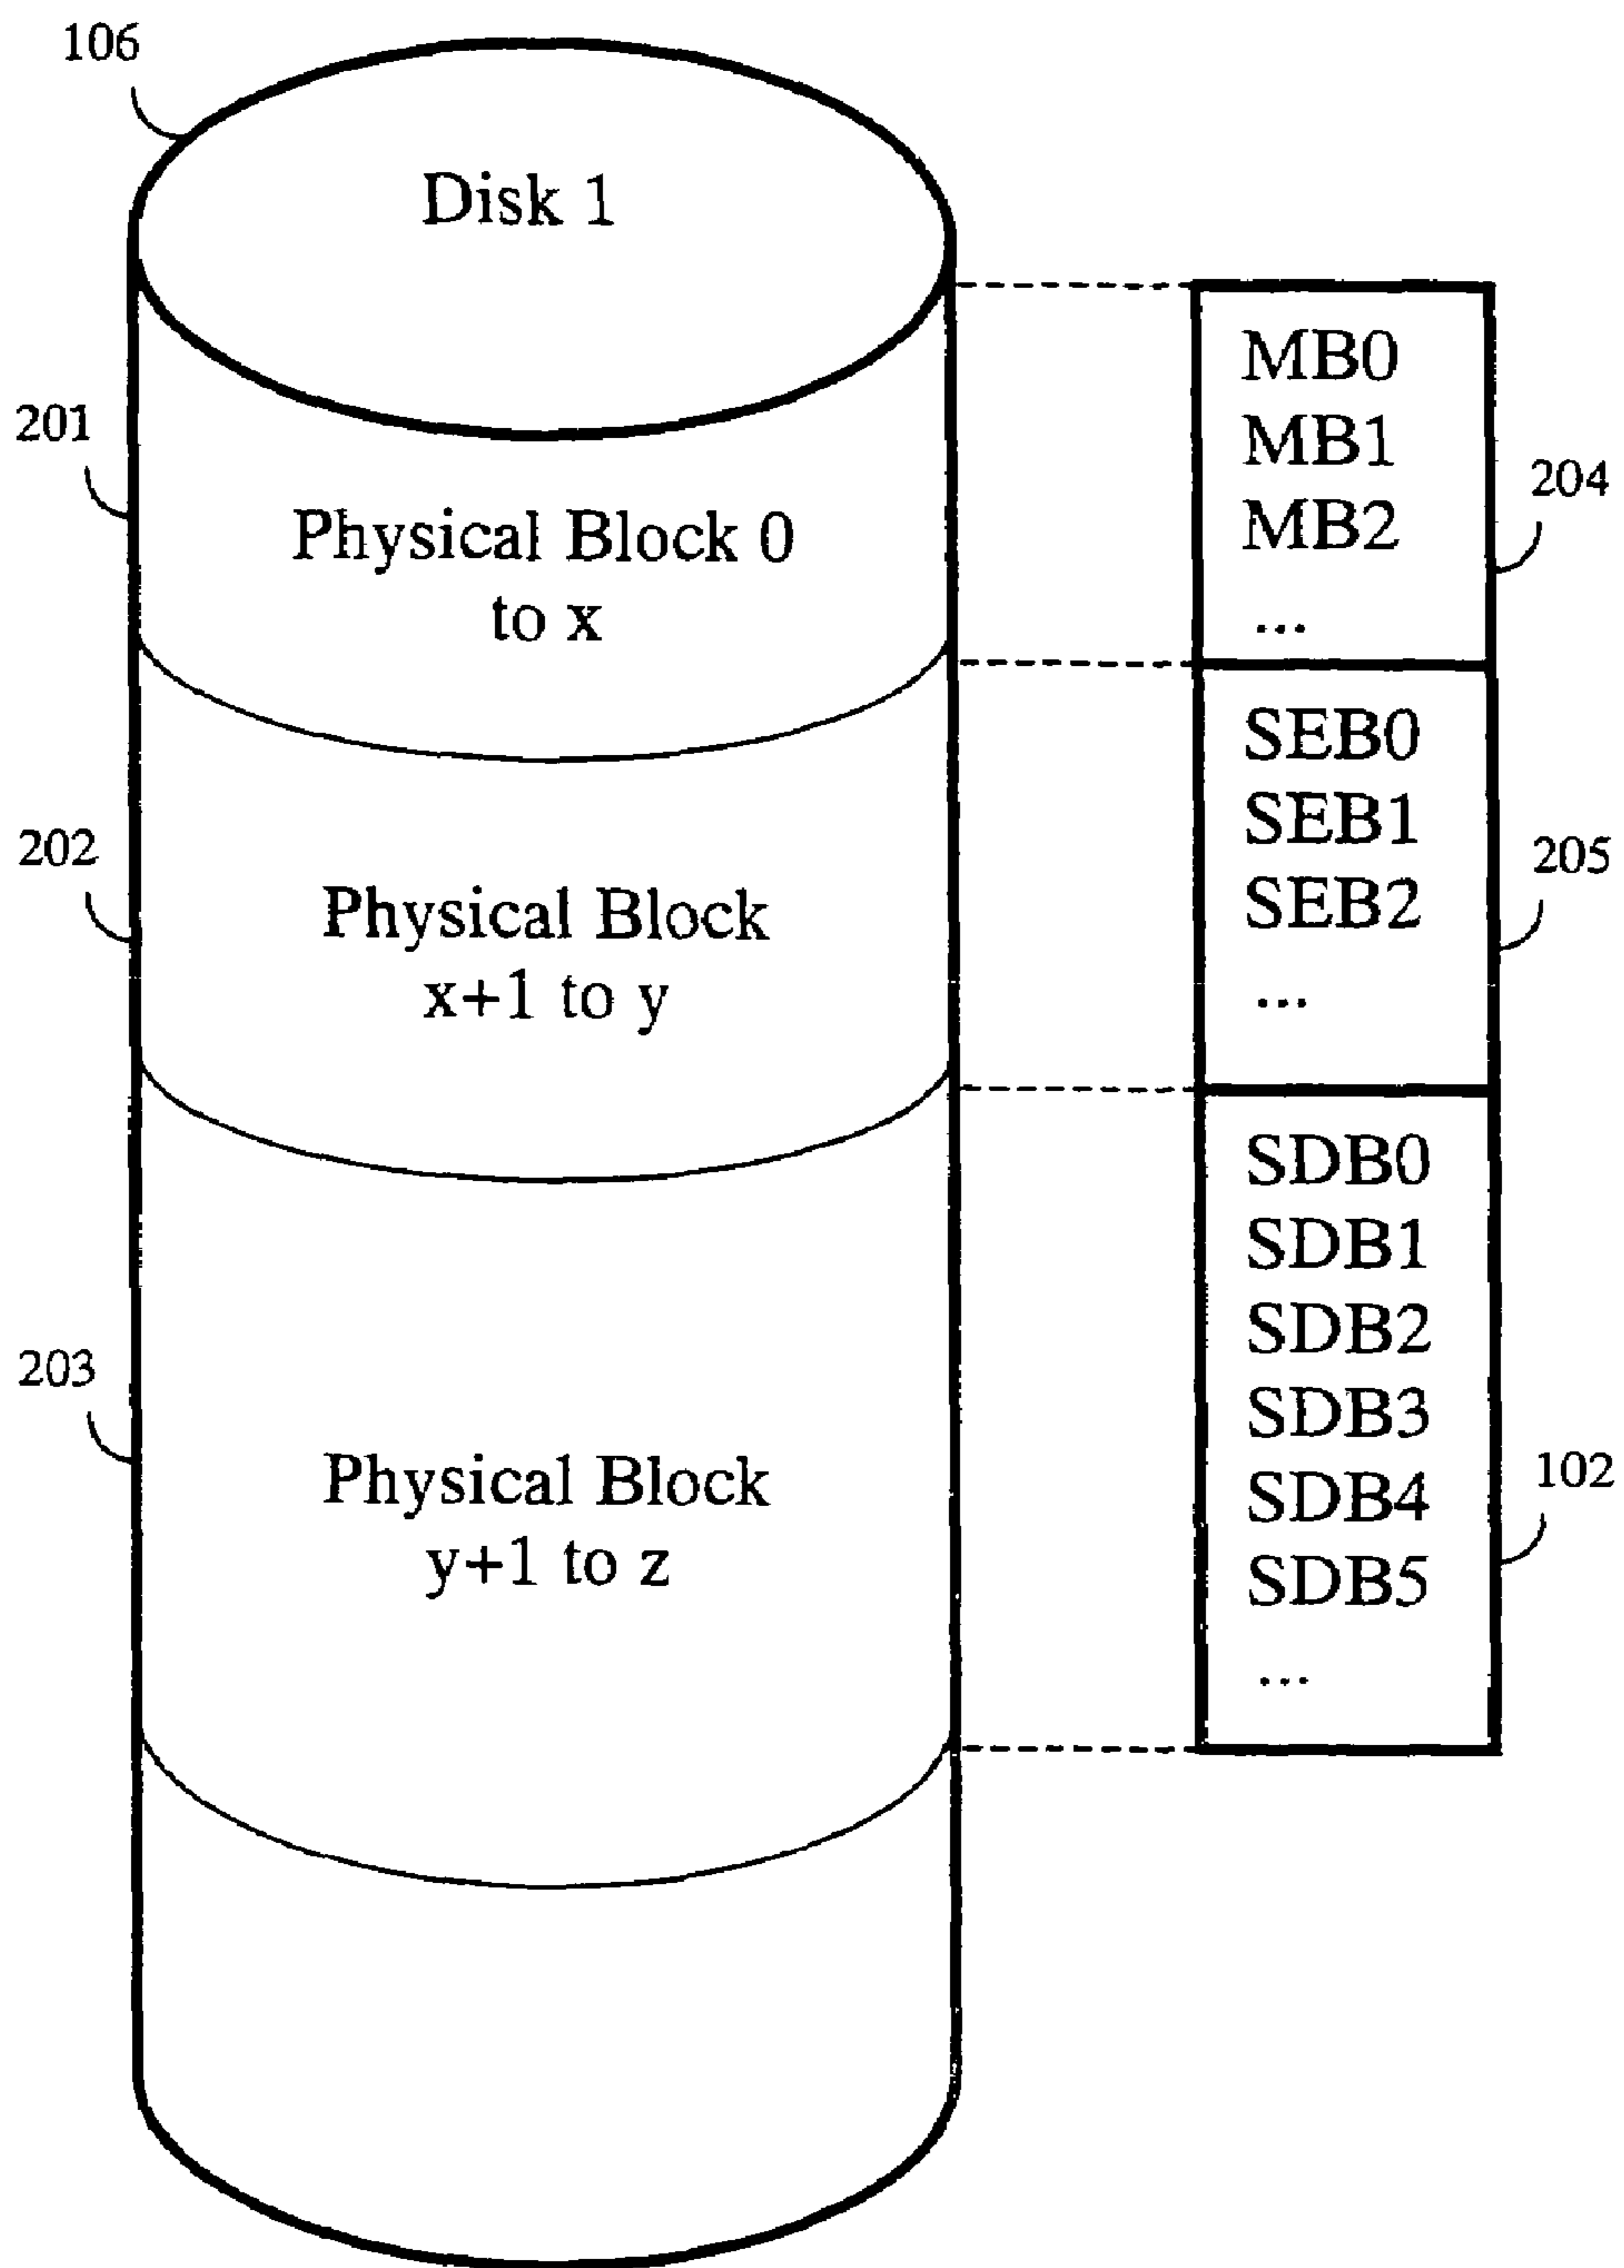 106
Disk 1
201
Physical Block 0
to x
202
Physical Block
x+1 to y
203
Physical Block
y+1 to z
MB0
MB1
MB2
...
204
SEB0
SEB1
SEB2
...
205
SDB0
SDB1
SDB2
SDB3
SDB4
SDB5
...
102